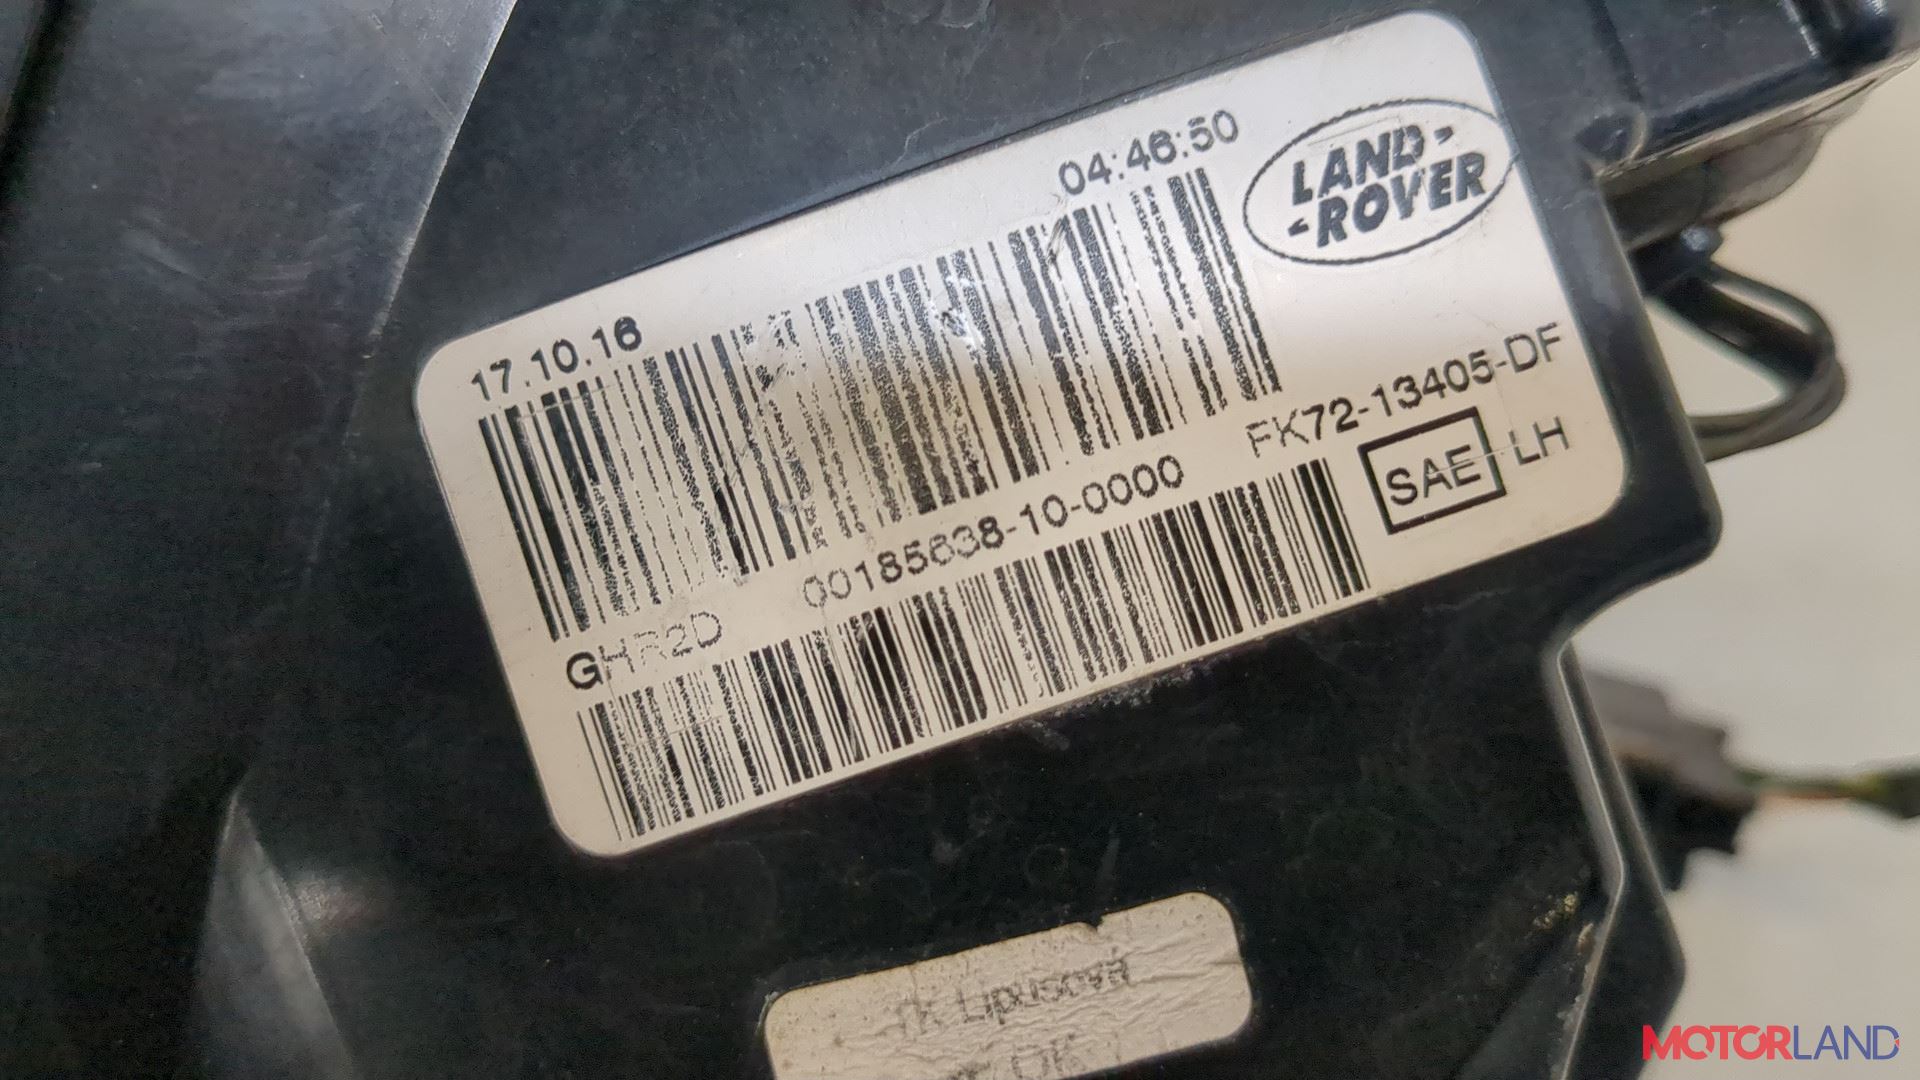 17.10.16 04:46:50
LAND-
-ROVER
GHR2D 00185638-10-0000 FK72-13405-DF
SAE LH
MOTORLAND